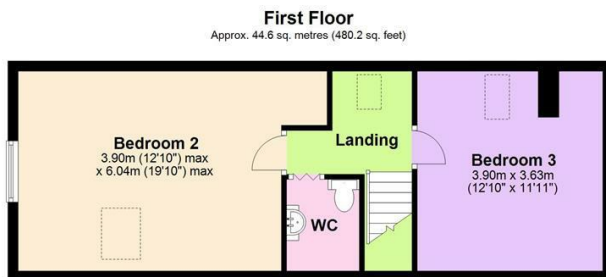 First Floor
Approx. 44.6 sq. metres (480.2 sq. feet)
Bedroom 2
3.90m (12'10") max
x 6.04m (19'10") max
Landing
Bedroom 3
3.90m x 3.63m
(12'10" x 11'11")
WC